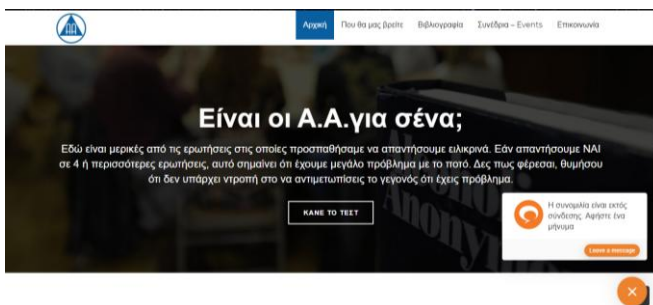 AA
Αρχική Που θα μας βρείτε Βιβλιογραφία Συνέδρια – Events Επικοινωνία
Είναι οι Α.Α.για σένα;
Εδώ είναι μερικές από τις ερωτήσεις στις οποίες προσπαθήσαμε να απαντήσουμε ειλικρινά. Εάν απαντήσουμε ΝΑΙ
σε 4 ή περισσότερες ερωτήσεις, αυτό σημαίνει ότι έχουμε μεγάλο πρόβλημα με το ποτό. Δες πως φέρεσαι, θυμήσου
ότι δεν υπάρχει ντροπή στο να αντιμετωπίσεις το γεγονός ότι έχεις πρόβλημα.
ΚΑΝΕ ΤΟ ΤΕΣΤ
Η συνομιλία είναι εκτός
σύνδεσης. Αφήστε ένα
μήνυμα
Leave a message